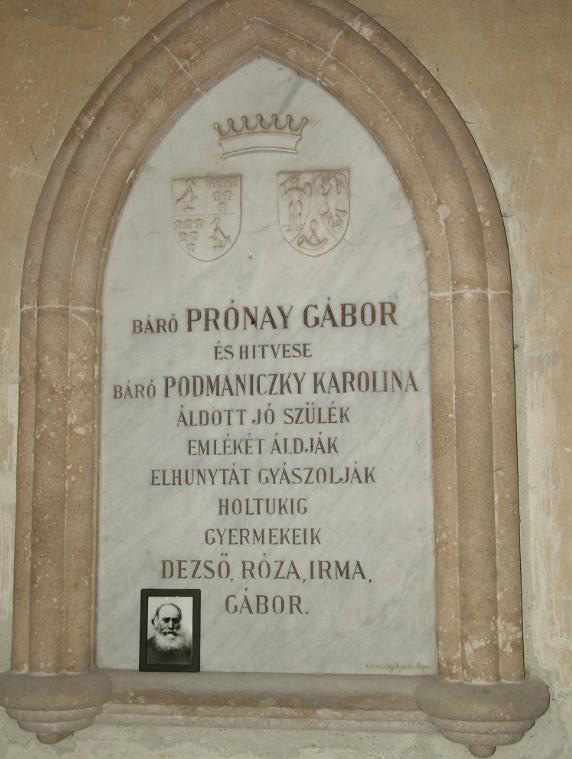 BÁRÓ PRÓNAY GÁBOR
ÉS HITVESE
BÁRÓ PODMANICZKY KAROLINA
ÁLDOTT JÓ SZÜLÉK
EMLÉKÉT ÁLDJÁK
ELHUNYTÁT GYÁSZOLJÁK
HOLTUKIG
GYERMEKEIK
DEZSŐ, RÓZA, IRMA,
GÁBOR.